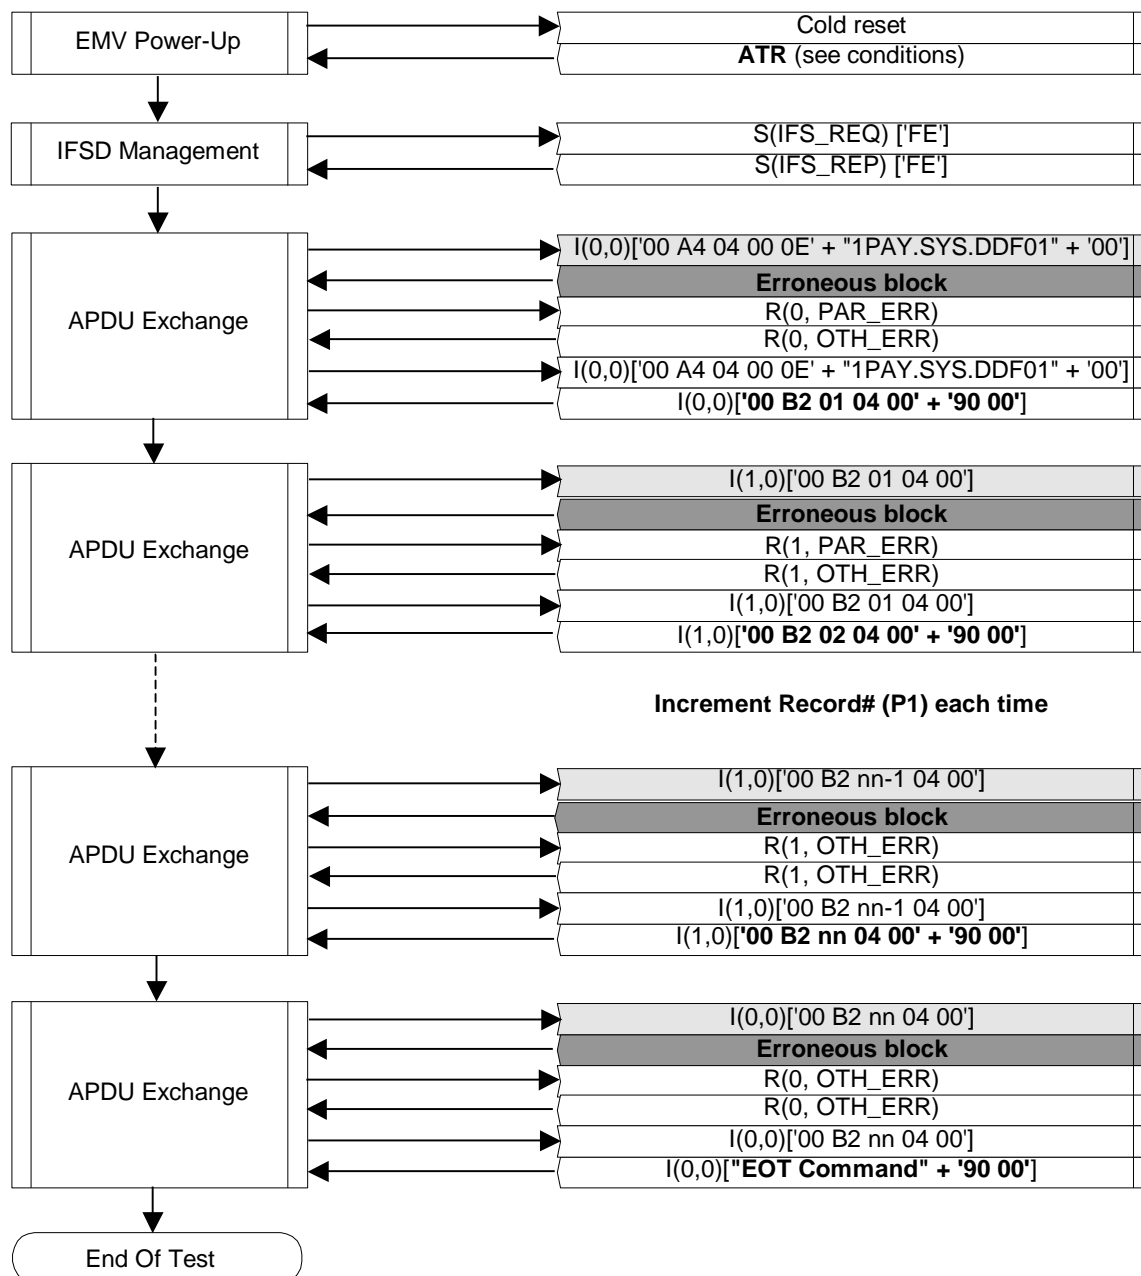 EMV Power-Up
Cold reset
ATR (see conditions)
IFSD Management
S(IFS_REQ) ['FE']
S(IFS_REP) ['FE']
APDU Exchange
I(0,0)['00 A4 04 00 0E' + "1PAY.SYS.DDF01" + '00']
Erroneous block
R(0, PAR_ERR)
R(0, OTH_ERR)
I(0,0)['00 A4 04 00 0E' + "1PAY.SYS.DDF01" + '00']
I(0,0)['00 B2 01 04 00' + '90 00']
APDU Exchange
I(1,0)['00 B2 01 04 00']
Erroneous block
R(1, PAR_ERR)
R(1, OTH_ERR)
I(1,0)['00 B2 01 04 00']
I(1,0)['00 B2 02 04 00' + '90 00']
Increment Record# (P1) each time
APDU Exchange
I(1,0)['00 B2 nn-1 04 00']
Erroneous block
R(1, OTH_ERR)
R(1, OTH_ERR)
I(1,0)['00 B2 nn-1 04 00']
I(1,0)['00 B2 nn 04 00' + '90 00']
APDU Exchange
I(0,0)['00 B2 nn 04 00']
Erroneous block
R(0, OTH_ERR)
R(0, OTH_ERR)
I(0,0)['00 B2 nn 04 00']
I(0,0)["EOT Command" + '90 00']
End Of Test